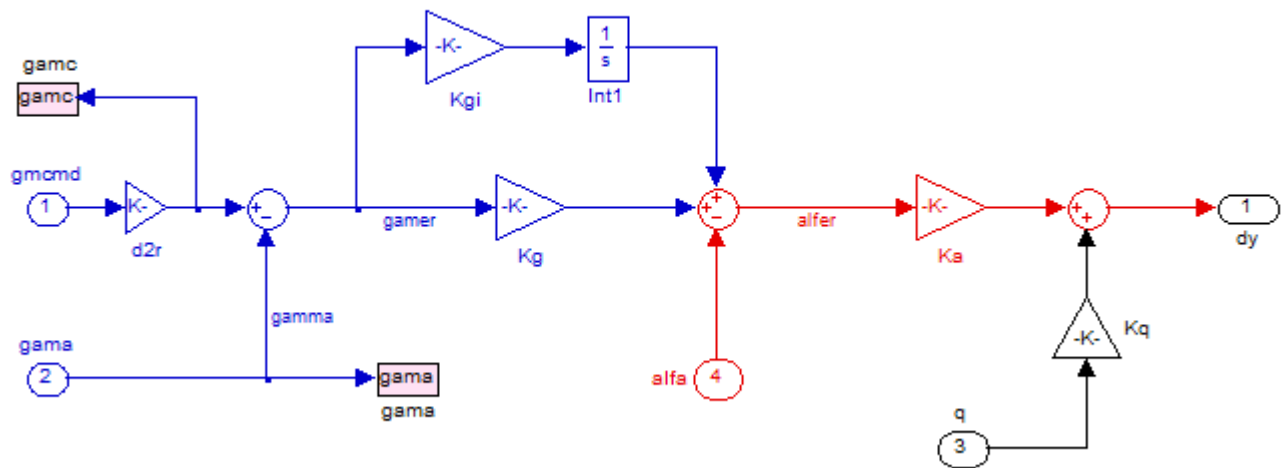 -K-
1
s
gamc
gamc
Kgi
Int1
gmcmd
1
K-
d2r
+
−
gamer
-K-
Kg
+
+
−
alfer
-K-
Ka
+
+
1
dy
gamma
gama
2
gama
gama
alfa
4
-K-
Kq
q
3